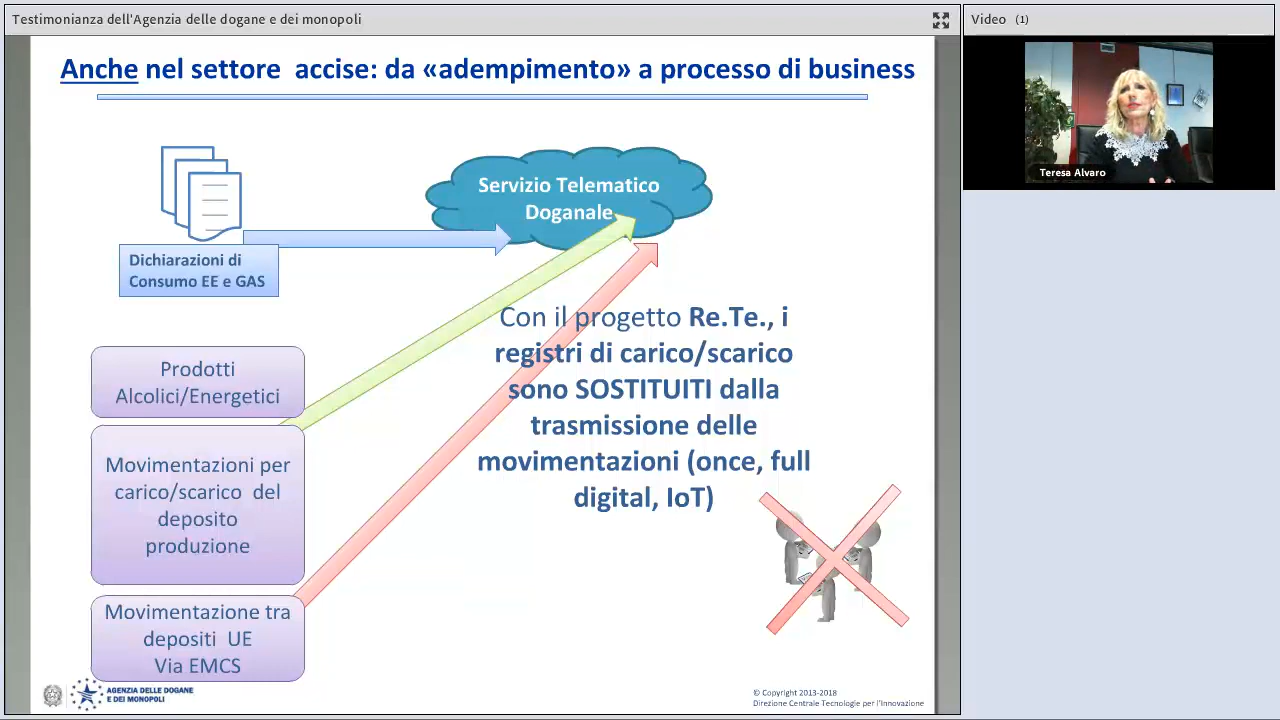 Testimonianza dell'Agenzia delle dogane e dei monopoli
Video (1)
Teresa Alvaro
Anche nel settore accise: da «adempimento» a processo di business
Servizio Telematico
Doganale
Dichiarazioni di
Consumo EE e GAS
Con il progetto Re.Te., i
registri di carico/scarico
sono SOSTITUITI dalla
trasmissione delle
movimentazioni (once, full
digital, IoT)
Prodotti
Alcolici/Energetici
Movimentazioni per
carico/scarico del
deposito
produzione
Movimentazione tra
depositi UE
Via EMCS
AGENZIA DELLE DOGANE
E DEI MONOPOLI
© Copyright 2013-2018
Direzione Centrale Tecnologie per l'Innovazione